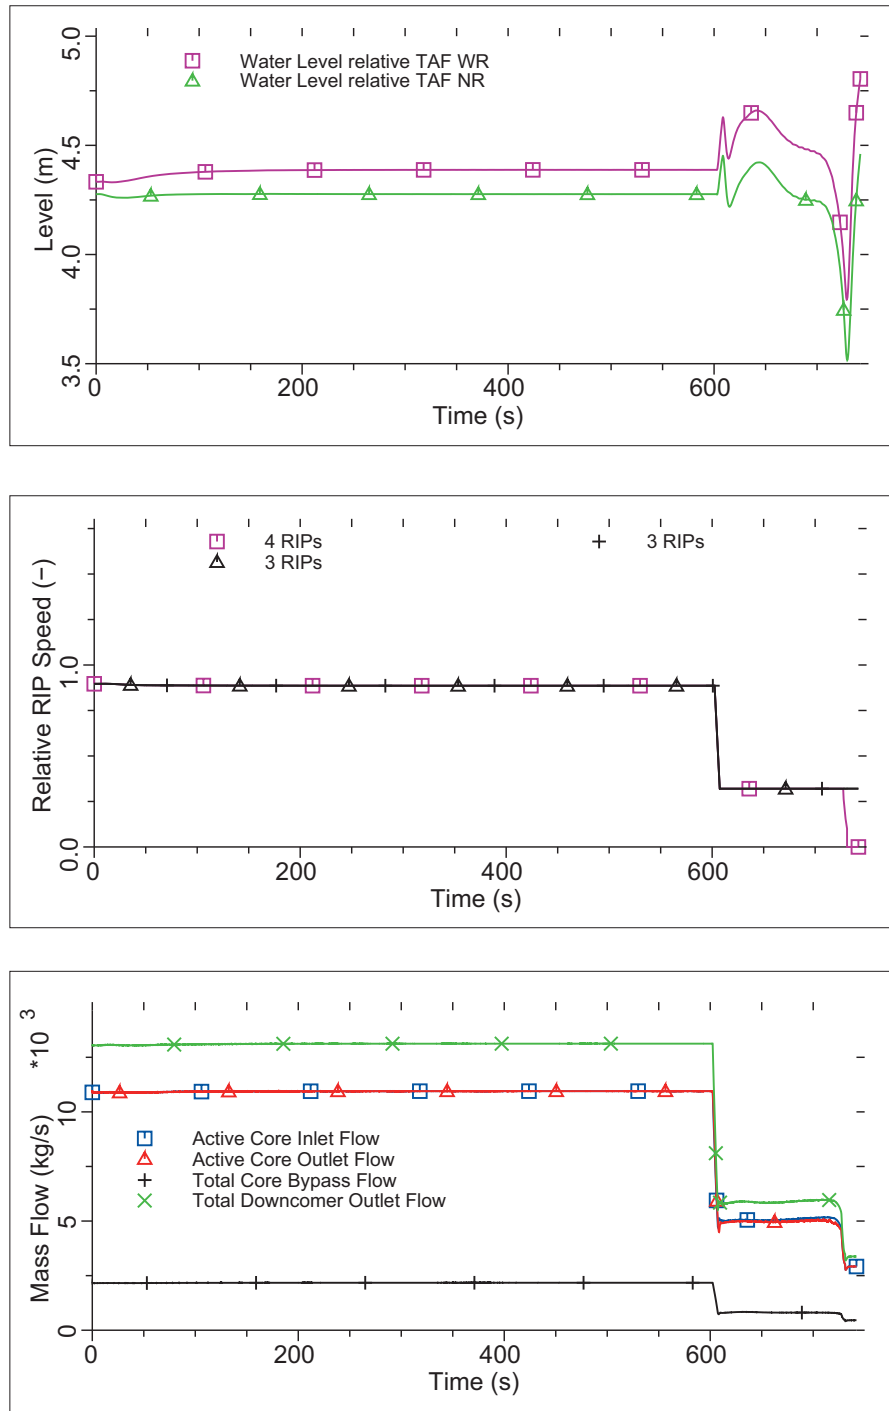 5.0
Water Level relative TAF WR
Water Level relative TAF NR
4.5
Level (m)
4.0
3.5
0
200
400
600
Time (s)
4 RIPs
3 RIPs
3 RIPs
Relative RIP Speed (−)
1.0
0.0
0
200
400
600
Time (s)
*10 3
10
Mass Flow (kg/s)
Active Core Inlet Flow
Active Core Outlet Flow
Total Core Bypass Flow
Total Downcomer Outlet Flow
5
0
0
200
400
600
Time (s)